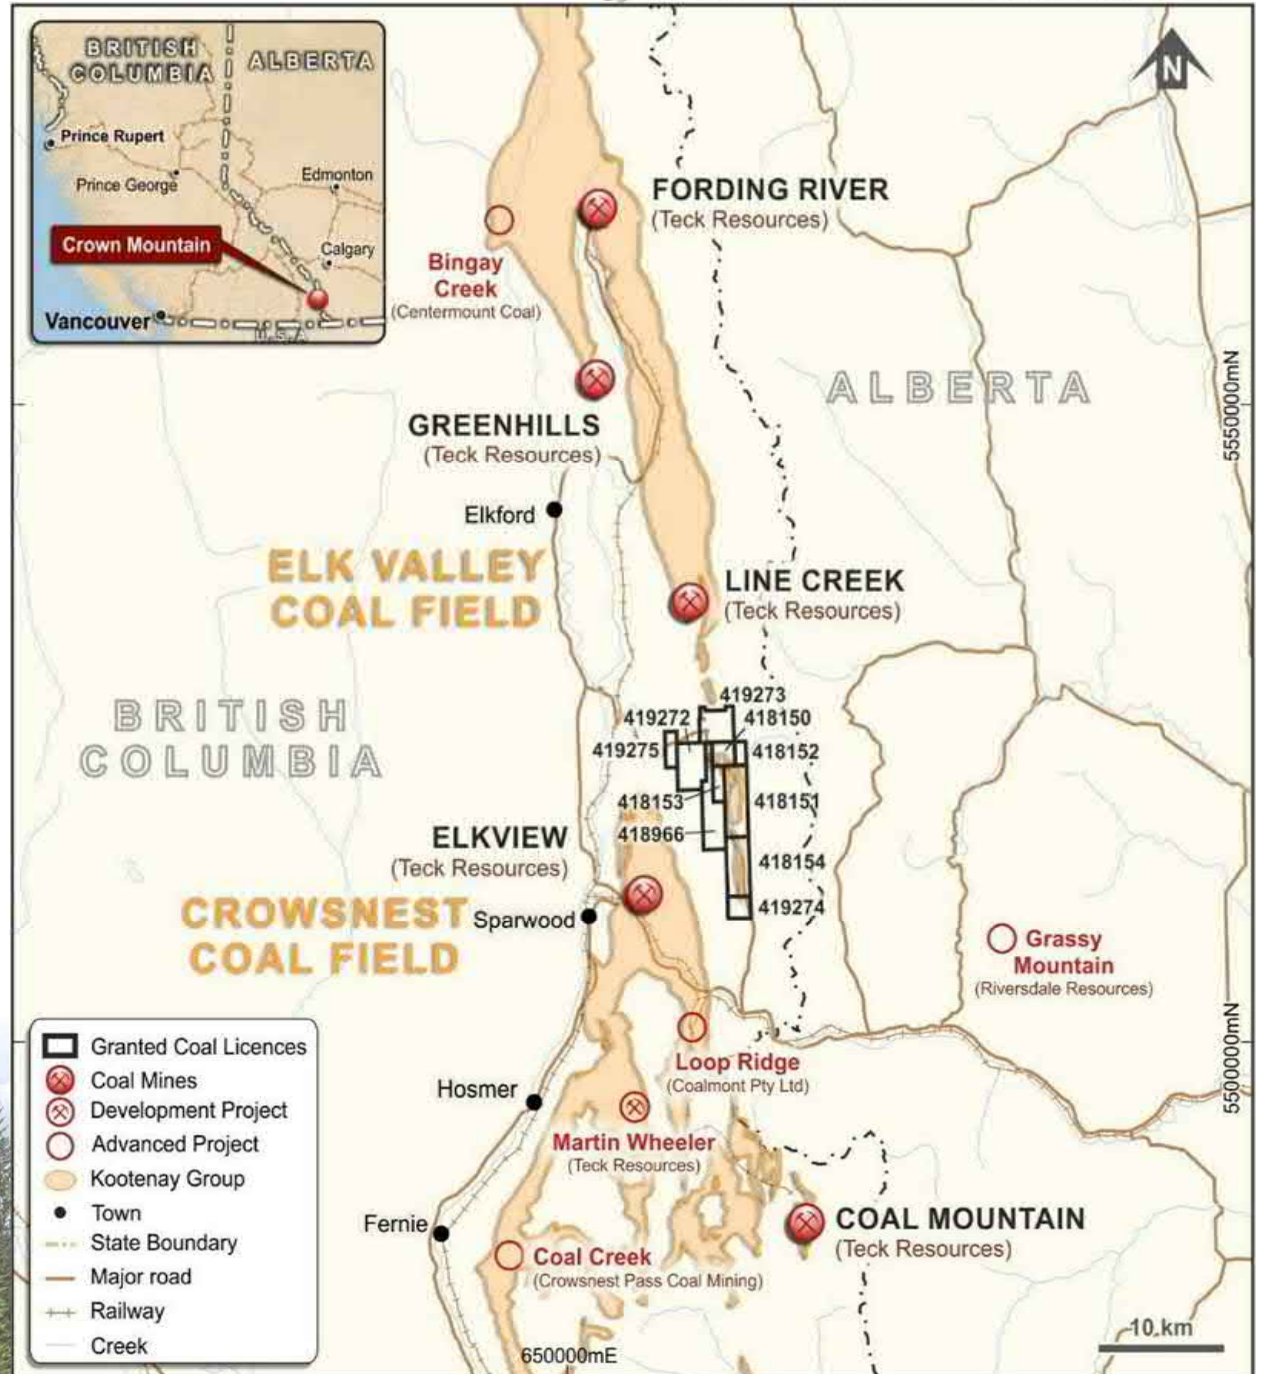 BRITISH
COLUMBIA
ALBERTA
Prince Rupert
Prince George
Edmonton
Crown Mountain
Calgary
Vancouver
U.S.A
N
FORDING RIVER
(Teck Resources)
Bingay
Creek
(Centermount Coal)
ALBERTA
5550000mN
GREENHILLS
(Teck Resources)
Elkford
ELK VALLEY
COAL FIELD
LINE CREEK
(Teck Resources)
BRITISH
COLUMBIA
419273
419272
418150
419275
418152
418153
418151
418966
418154
419274
ELKVIEW
(Teck Resources)
CROWSNEST
COAL FIELD
Sparwood
Grassy
Mountain
(Riversdale Resources)
5500000mN
Loop Ridge
(Coalmont Pty Ltd)
Hosmer
Martin Wheeler
(Teck Resources)
Fernie
COAL MOUNTAIN
(Teck Resources)
Coal Creek
(Crowsnest Pass Coal Mining)
Granted Coal Licences
Coal Mines
Development Project
Advanced Project
Kootenay Group
Town
State Boundary
Major road
Railway
Creek
650000mE
10 km